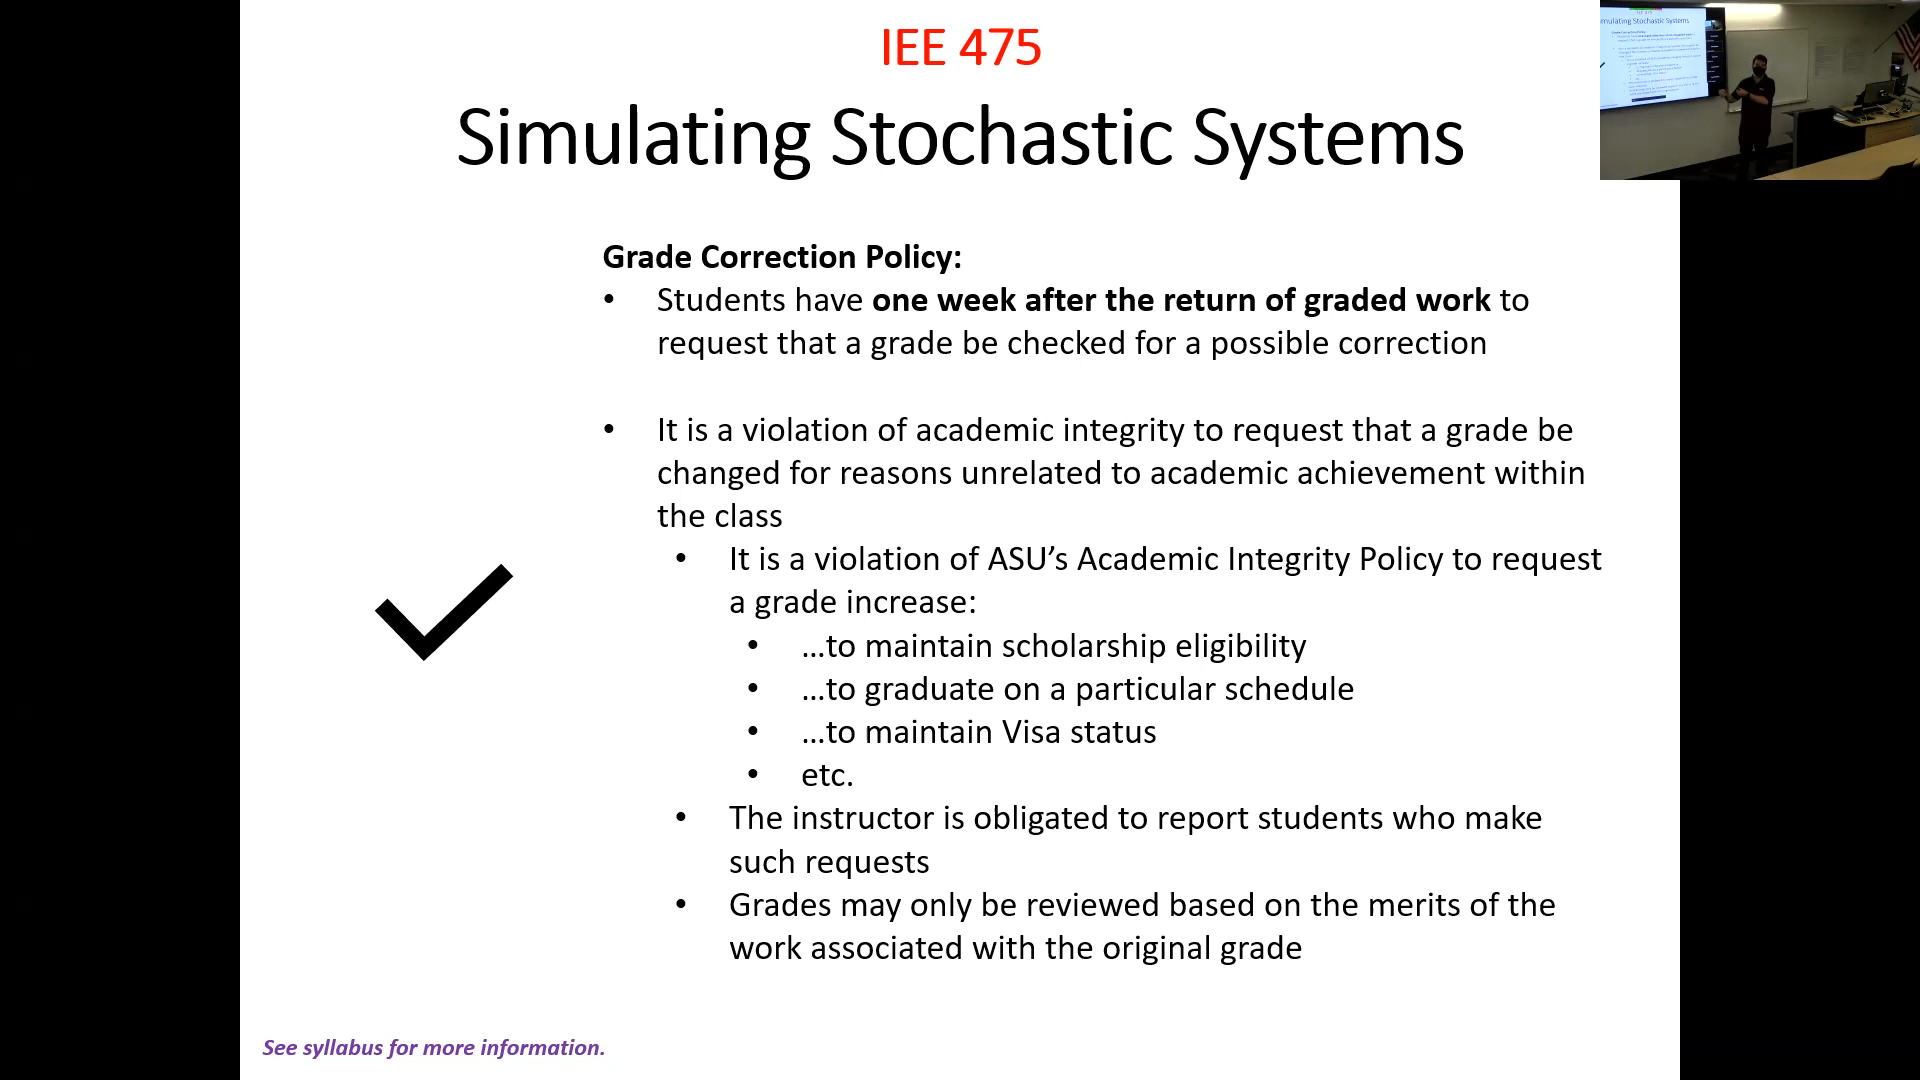 IEE 475
Simulating Stochastic Systems
Grade Correction Policy:
• Students have one week after the return of graded work to
request that a grade be checked for a possible correction
• It is a violation of academic integrity to request that a grade be
changed for reasons unrelated to academic achievement within
the class
• It is a violation of ASU’s Academic Integrity Policy to request
a grade increase:
• …to maintain scholarship eligibility
• …to graduate on a particular schedule
• …to maintain Visa status
• etc.
• The instructor is obligated to report students who make
such requests
• Grades may only be reviewed based on the merits of the
work associated with the original grade
See syllabus for more information.